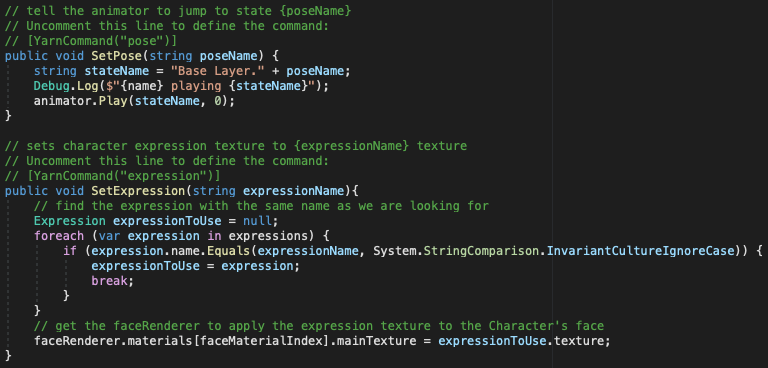 // tell the animator to jump to state {poseName}
// Uncomment this line to define the command:
// [YarnCommand("pose")]
public void SetPose(string poseName) {
string stateName = "Base Layer." + poseName;
Debug.Log($"{name} playing {stateName}");
animator.Play(stateName, 0);
}
// sets character expression texture to {expressionName} texture
// Uncomment this line to define the command:
// [YarnCommand("expression")]
public void SetExpression(string expressionName){
// find the expression with the same name as we are looking for
Expression expressionToUse = null;
foreach (var expression in expressions) {
if (expression.name.Equals(expressionName, System.StringComparison.InvariantCultureIgnoreCase)) {
expressionToUse = expression;
break;
}
}
// get the faceRenderer to apply the expression texture to the Character's face
faceRenderer.materials[faceMaterialIndex].mainTexture = expressionToUse.texture;
}